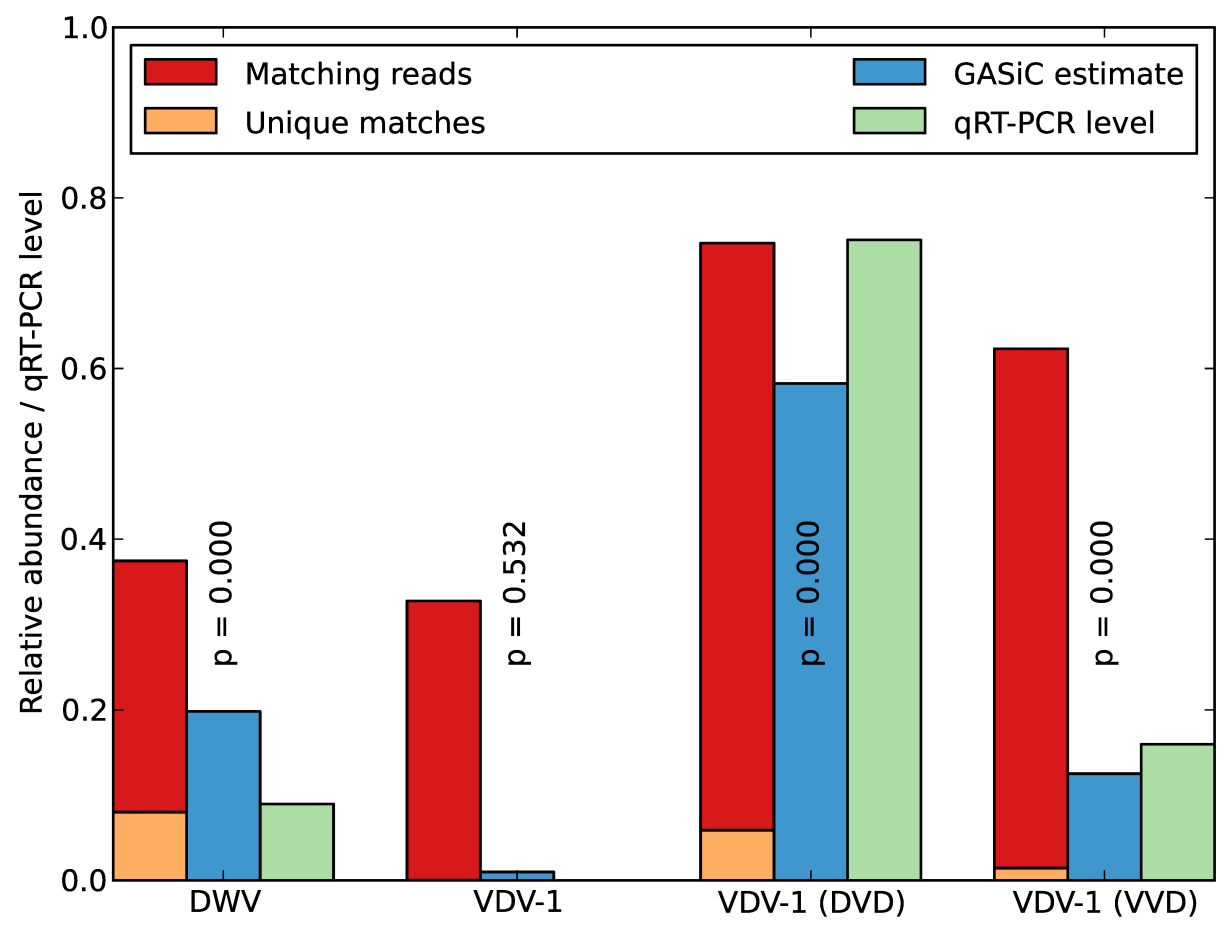 1.0
Matching reads
GASiC estimate
Unique matches
qRT-PCR level
0.8
0.6
0.4
0.2
0.0
Relative abundance / qRT-PCR level
p = 0.000
p = 0.532
p = 0.000
p = 0.000
DWV
VDV-1
VDV-1 (DVD)
VDV-1 (VVD)